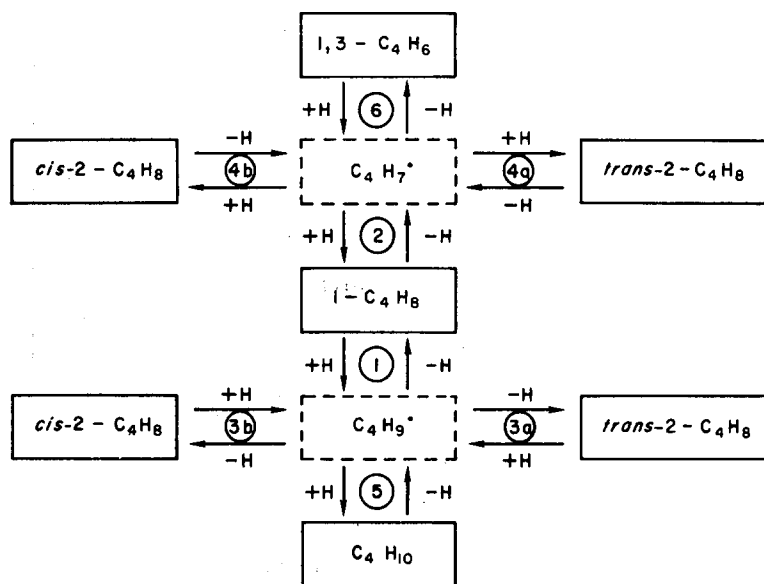 1,3 – C₄H₆
+H ⑥ –H
–H +H
cis-2 – C₄H₈ 4b C₄H₇• 4a trans-2 – C₄H₈
+H –H
+H ② –H
1 – C₄H₈
+H ① –H
+H –H
cis-2 – C₄H₈ 3b C₄H₉• 3a trans-2 – C₄H₈
–H +H
+H ⑤ –H
C₄H₁₀